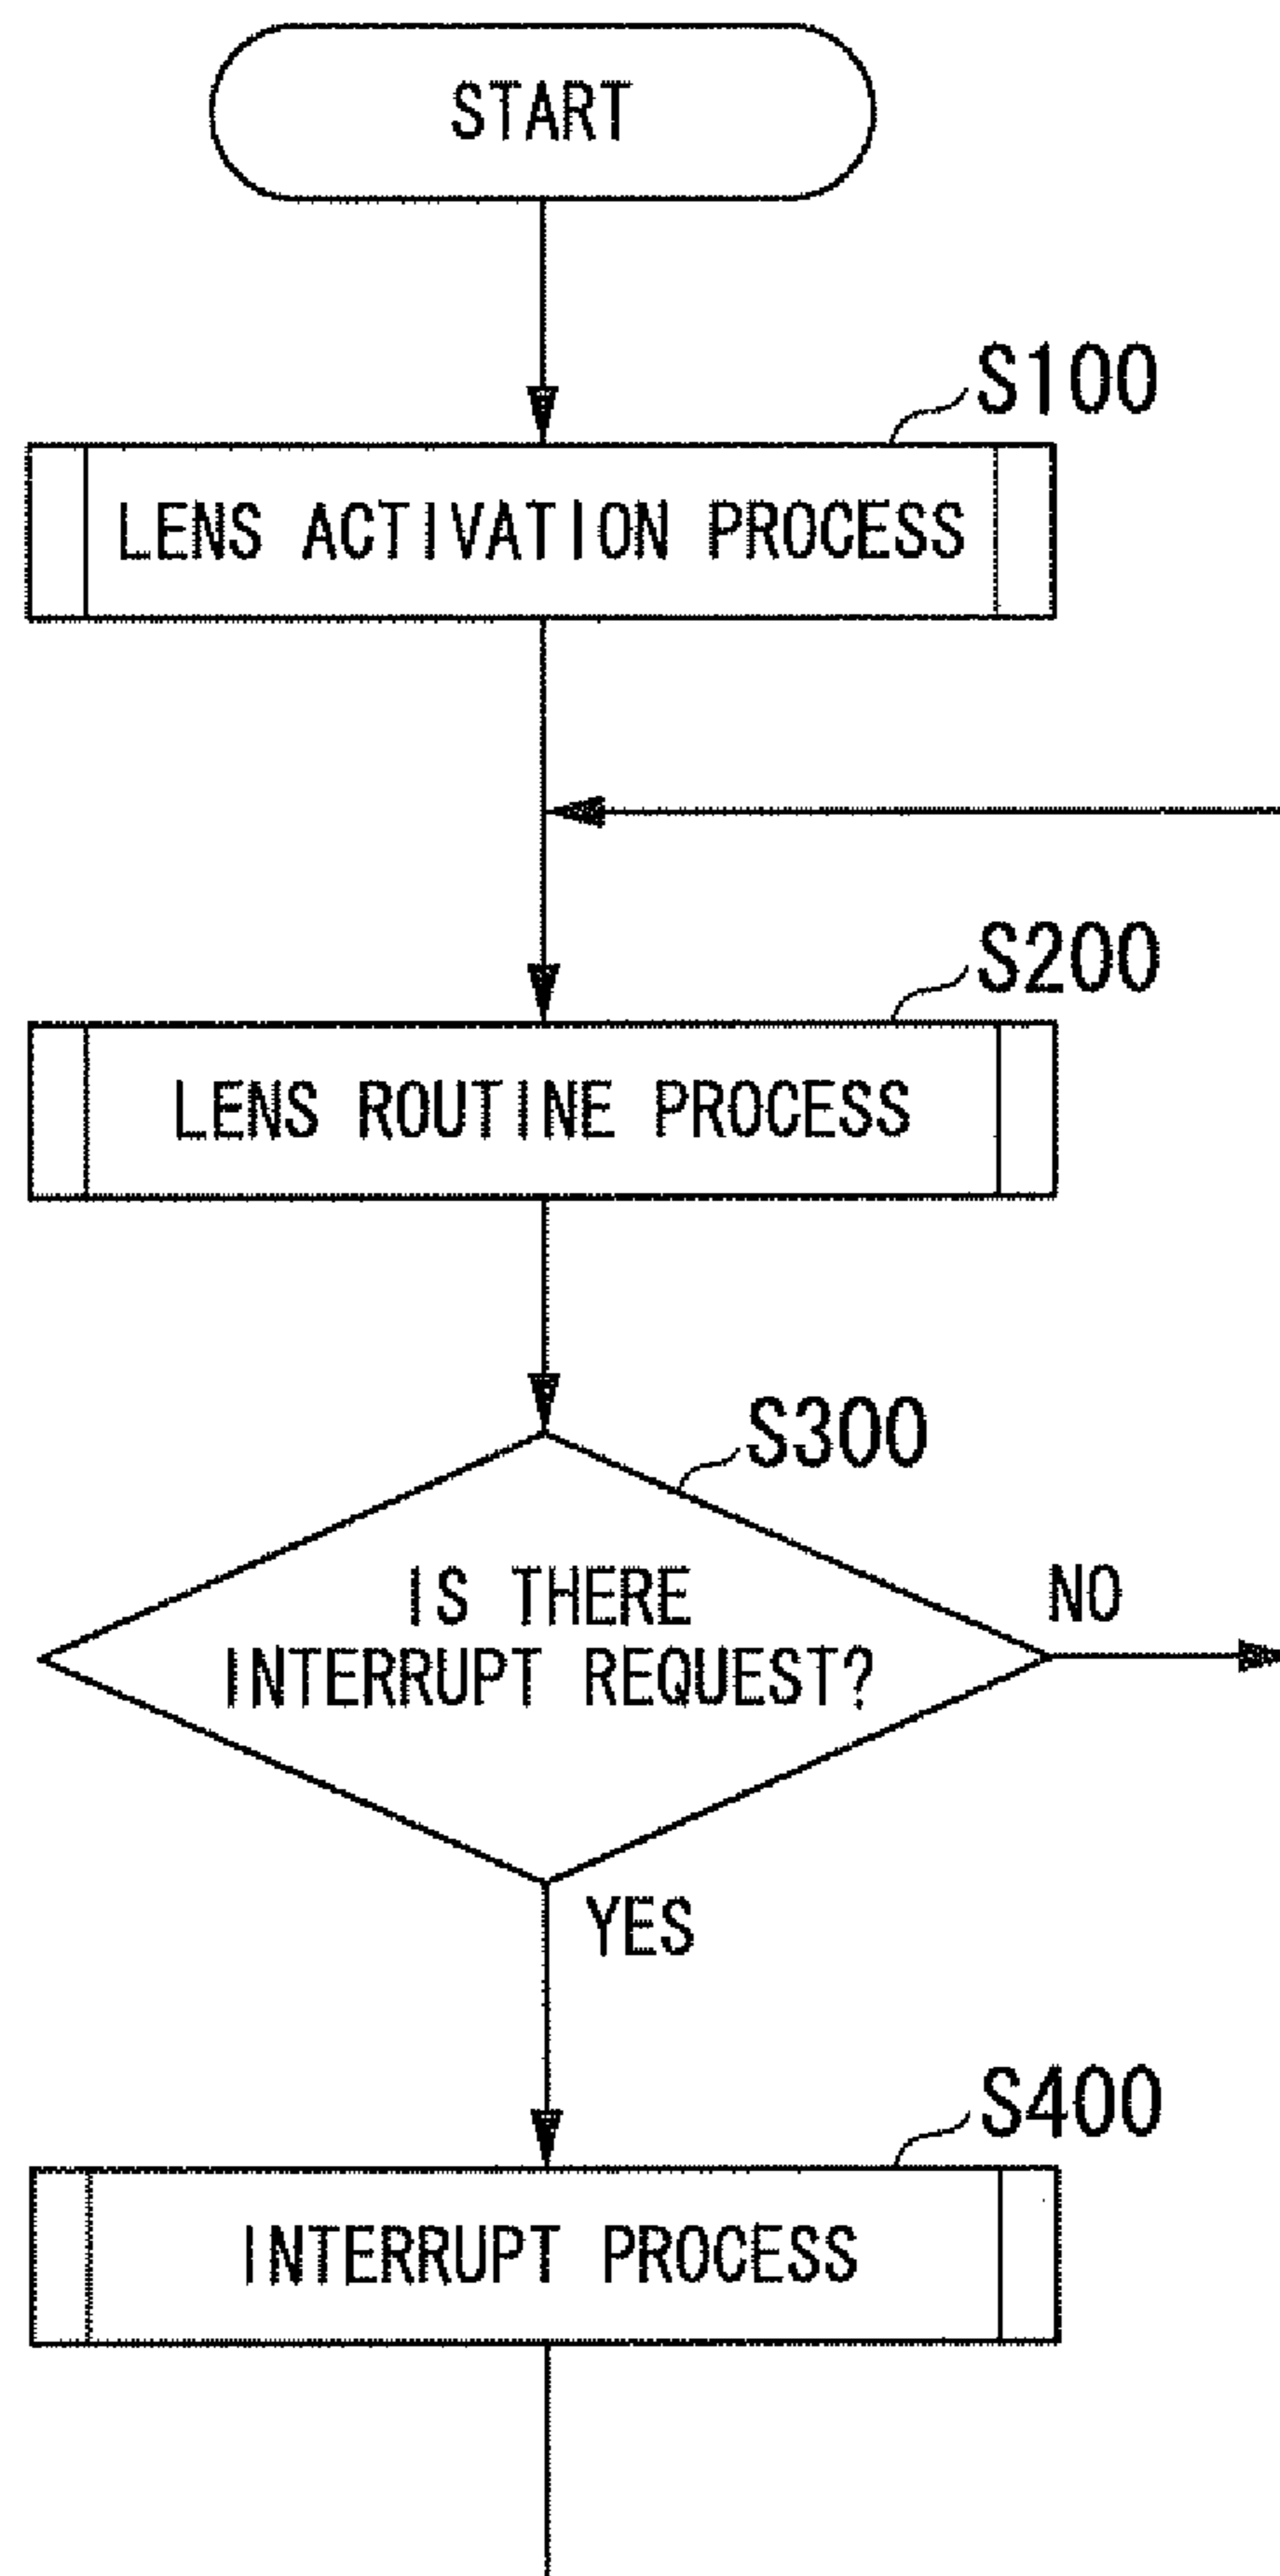 START
S100
LENS ACTIVATION PROCESS
S200
LENS ROUTINE PROCESS
S300
IS THERE
INTERRUPT REQUEST?
NO
YES
S400
INTERRUPT PROCESS